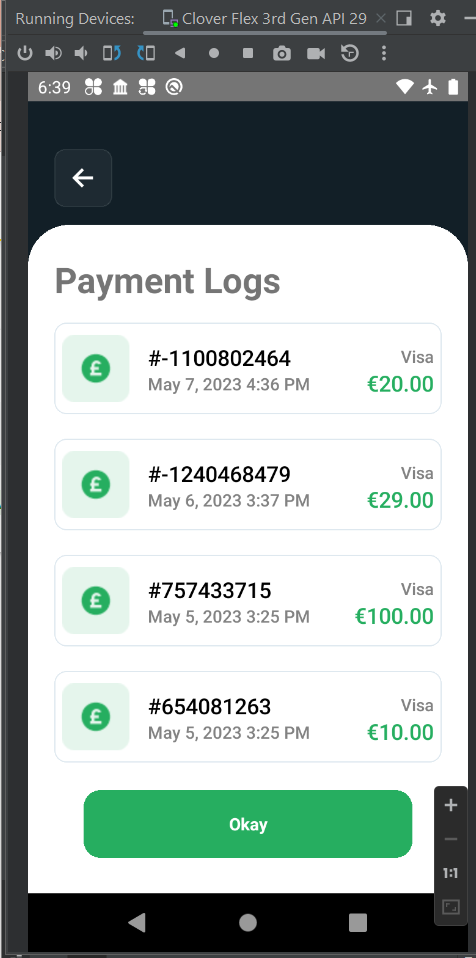 Running Devices: Clover Flex 3rd Gen API 29
6:39
Payment Logs
#-1100802464 Visa
May 7, 2023 4:36 PM €20.00
#-1240468479 Visa
May 6, 2023 3:37 PM €29.00
#757433715 Visa
May 5, 2023 3:25 PM €100.00
#654081263 Visa
May 5, 2023 3:25 PM €10.00
Okay
1:1